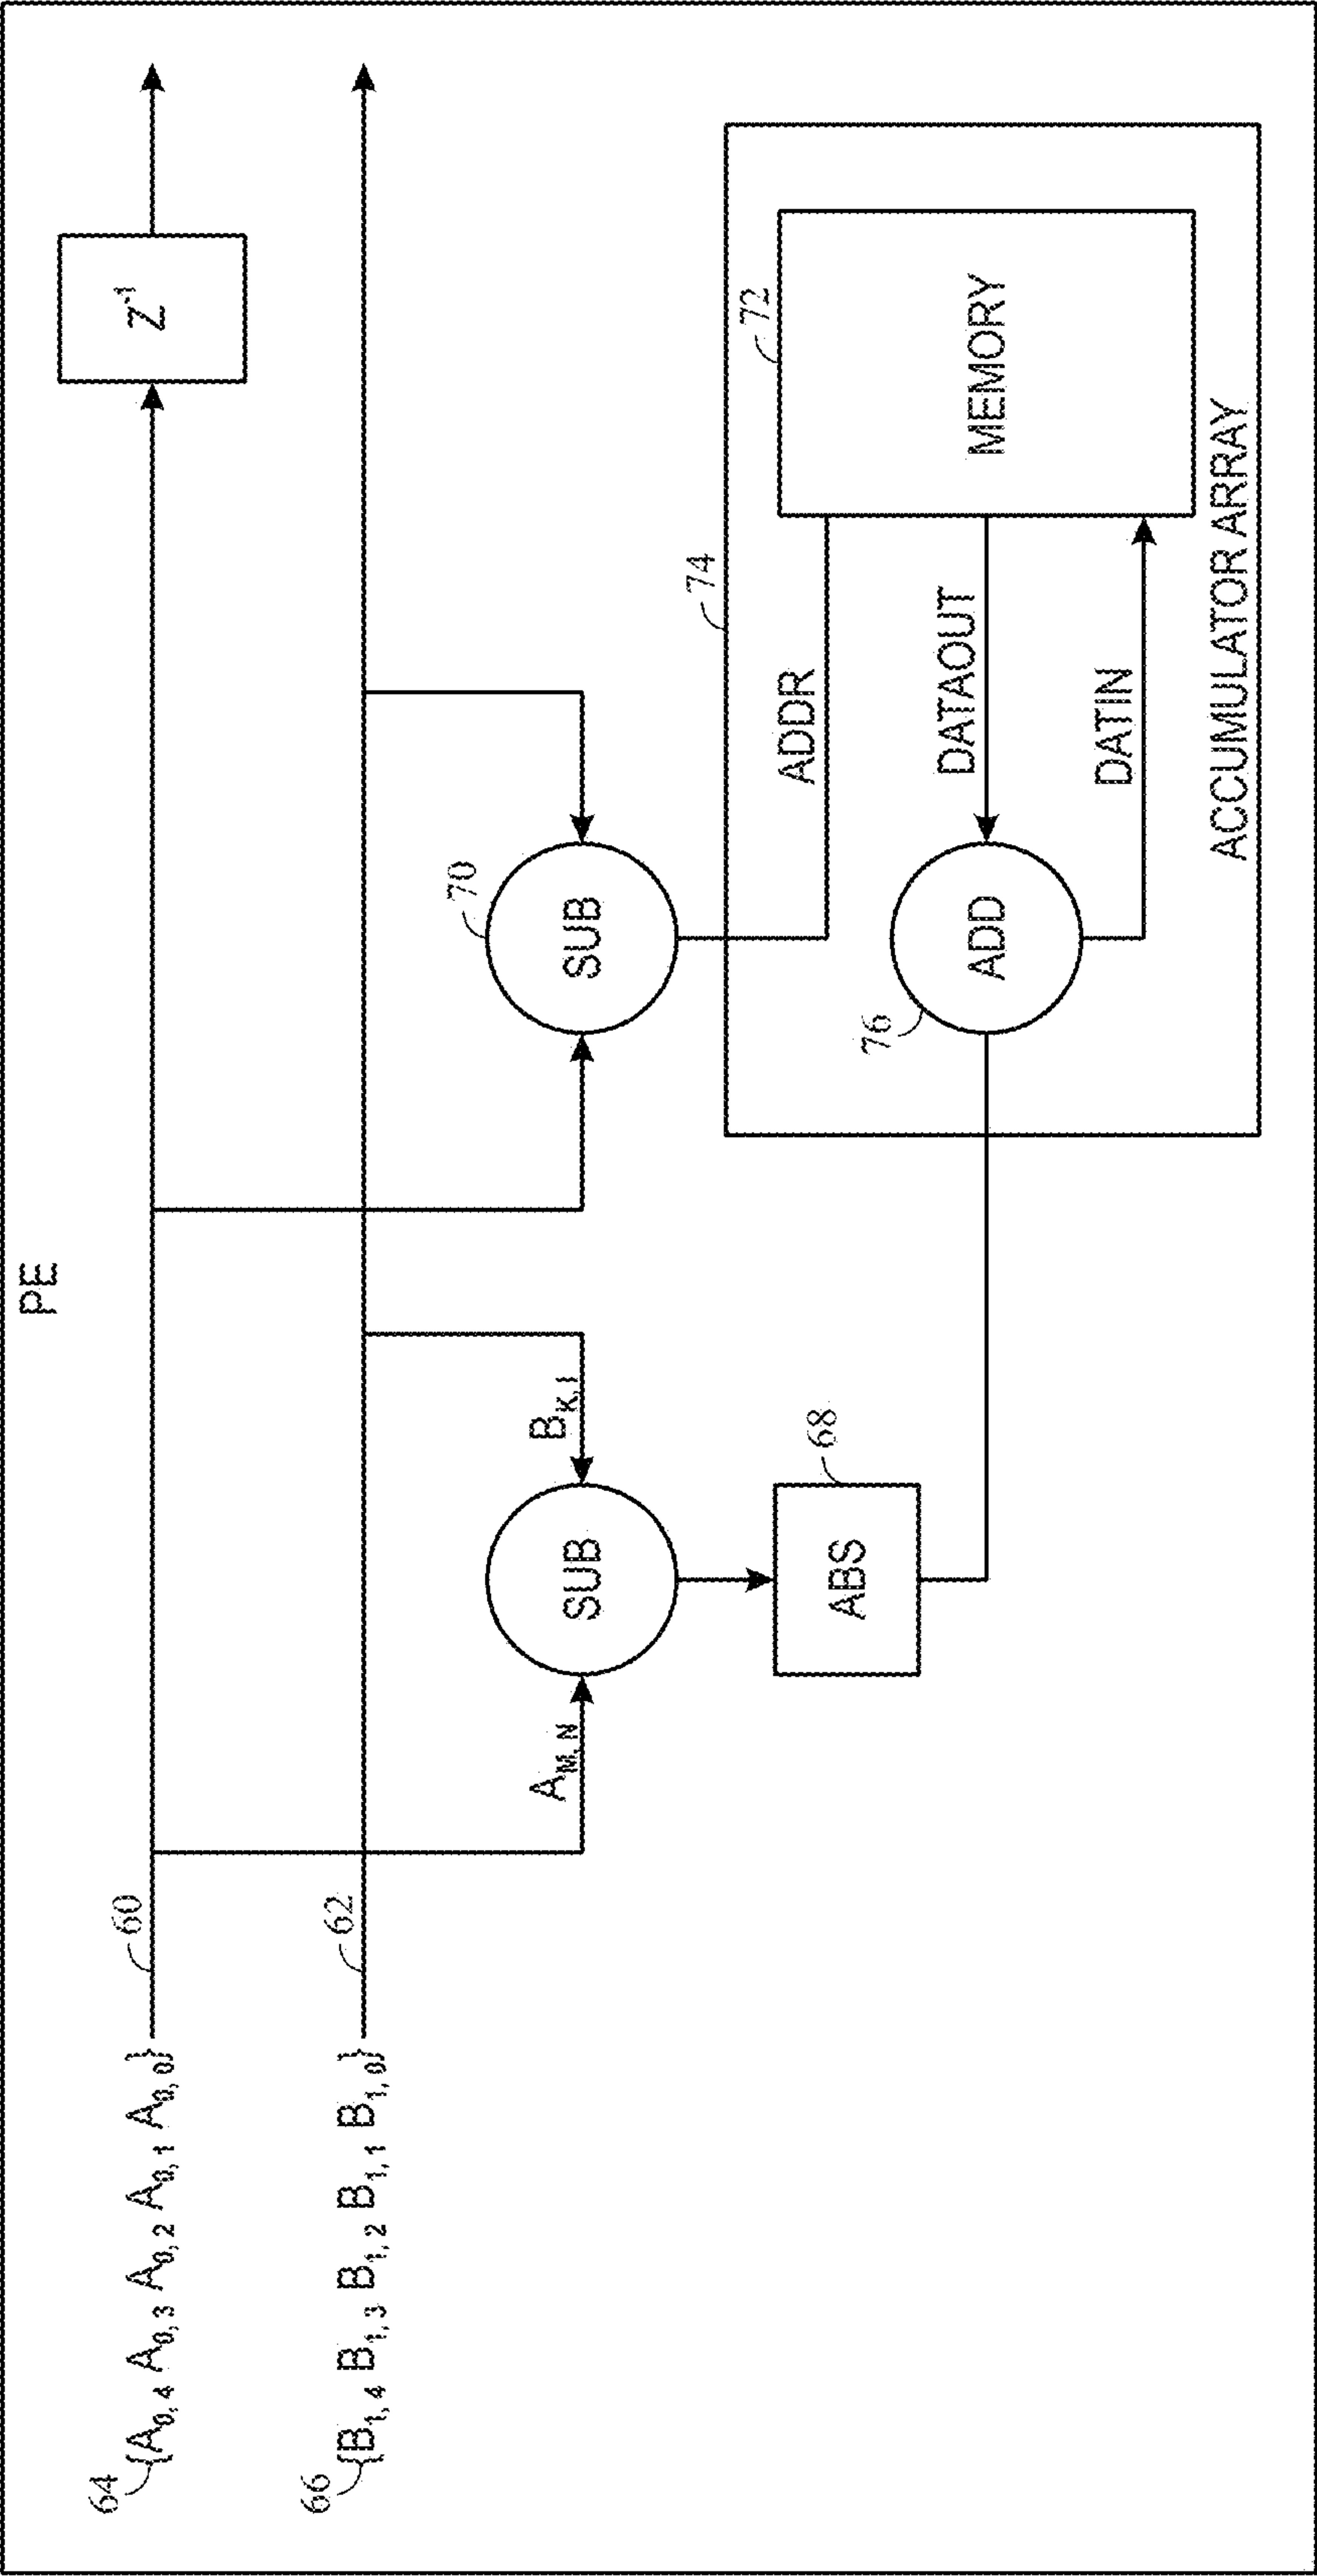 PE
64
{A0,4 A0,3 A0,2 A0,1 A0,0}
60
Z-1
66
{B1,4 B1,3 B1,2 B1,1 B1,0}
62
AM,N
SUB
BK,I
70
SUB
ABS
68
74
72
ADDR
MEMORY
DATAOUT
76
ADD
DATIN
ACCUMULATOR ARRAY